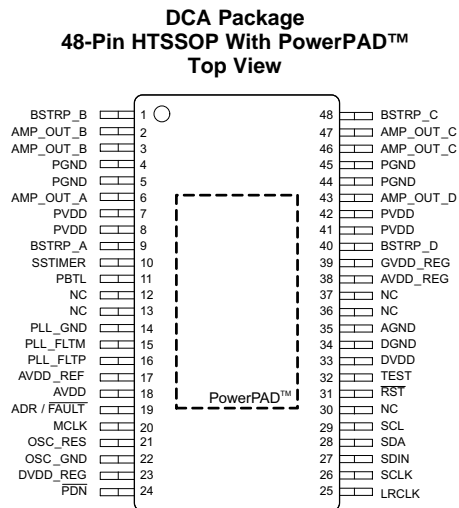 DCA Package
48-Pin HTSSOP With PowerPAD™
Top View
BSTRP_B 1 48 BSTRP_C
AMP_OUT_B 2 47 AMP_OUT_C
AMP_OUT_B 3 46 AMP_OUT_C
PGND 4 45 PGND
PGND 5 44 PGND
AMP_OUT_A 6 43 AMP_OUT_D
PVDD 7 42 PVDD
PVDD 8 41 PVDD
BSTRP_A 9 40 BSTRP_D
SSTIMER 10 39 GVDD_REG
PBTL 11 38 AVDD_REG
NC 12 37 NC
NC 13 36 NC
PLL_GND 14 35 AGND
PLL_FLTM 15 34 DGND
PLL_FLTP 16 33 DVDD
AVDD_REF 17 32 TEST
AVDD 18 PowerPAD™ 31 RST
ADR / FAULT 19 30 NC
MCLK 20 29 SCL
OSC_RES 21 28 SDA
OSC_GND 22 27 SDIN
DVDD_REG 23 26 SCLK
PDN 24 25 LRCLK